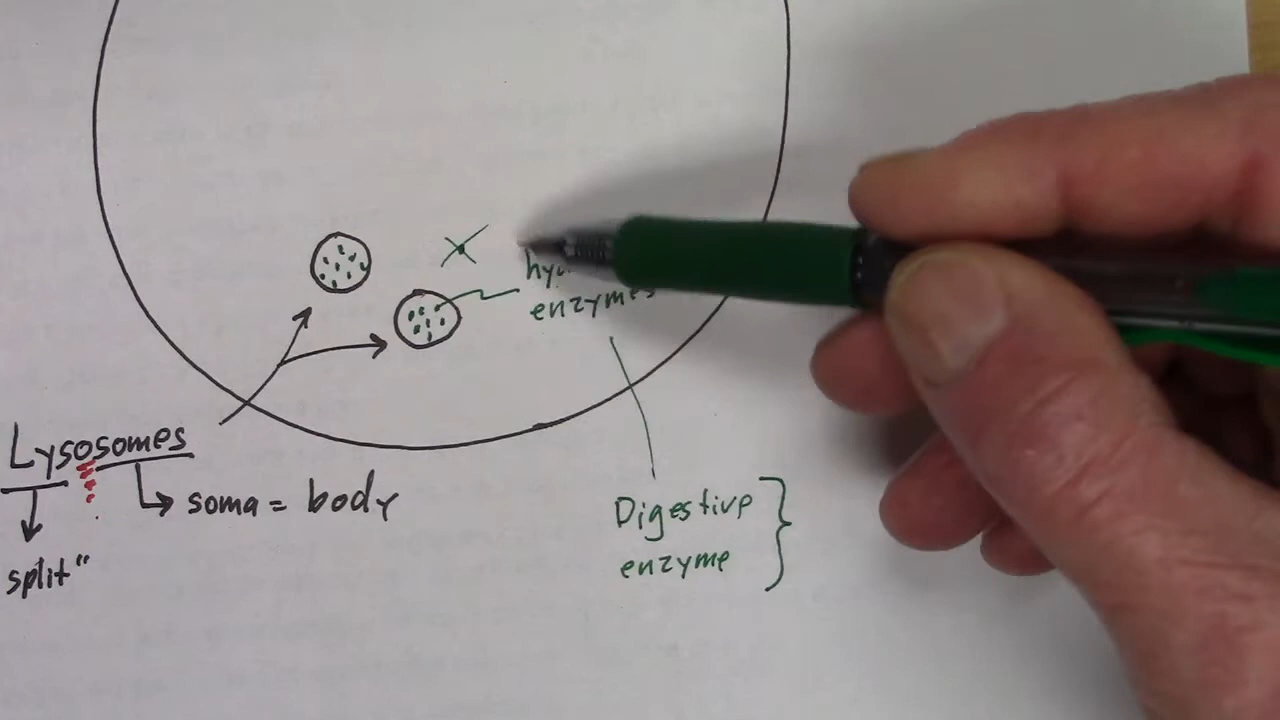 enzymes
Lysosomes
soma = body
split"
Digestive
enzyme